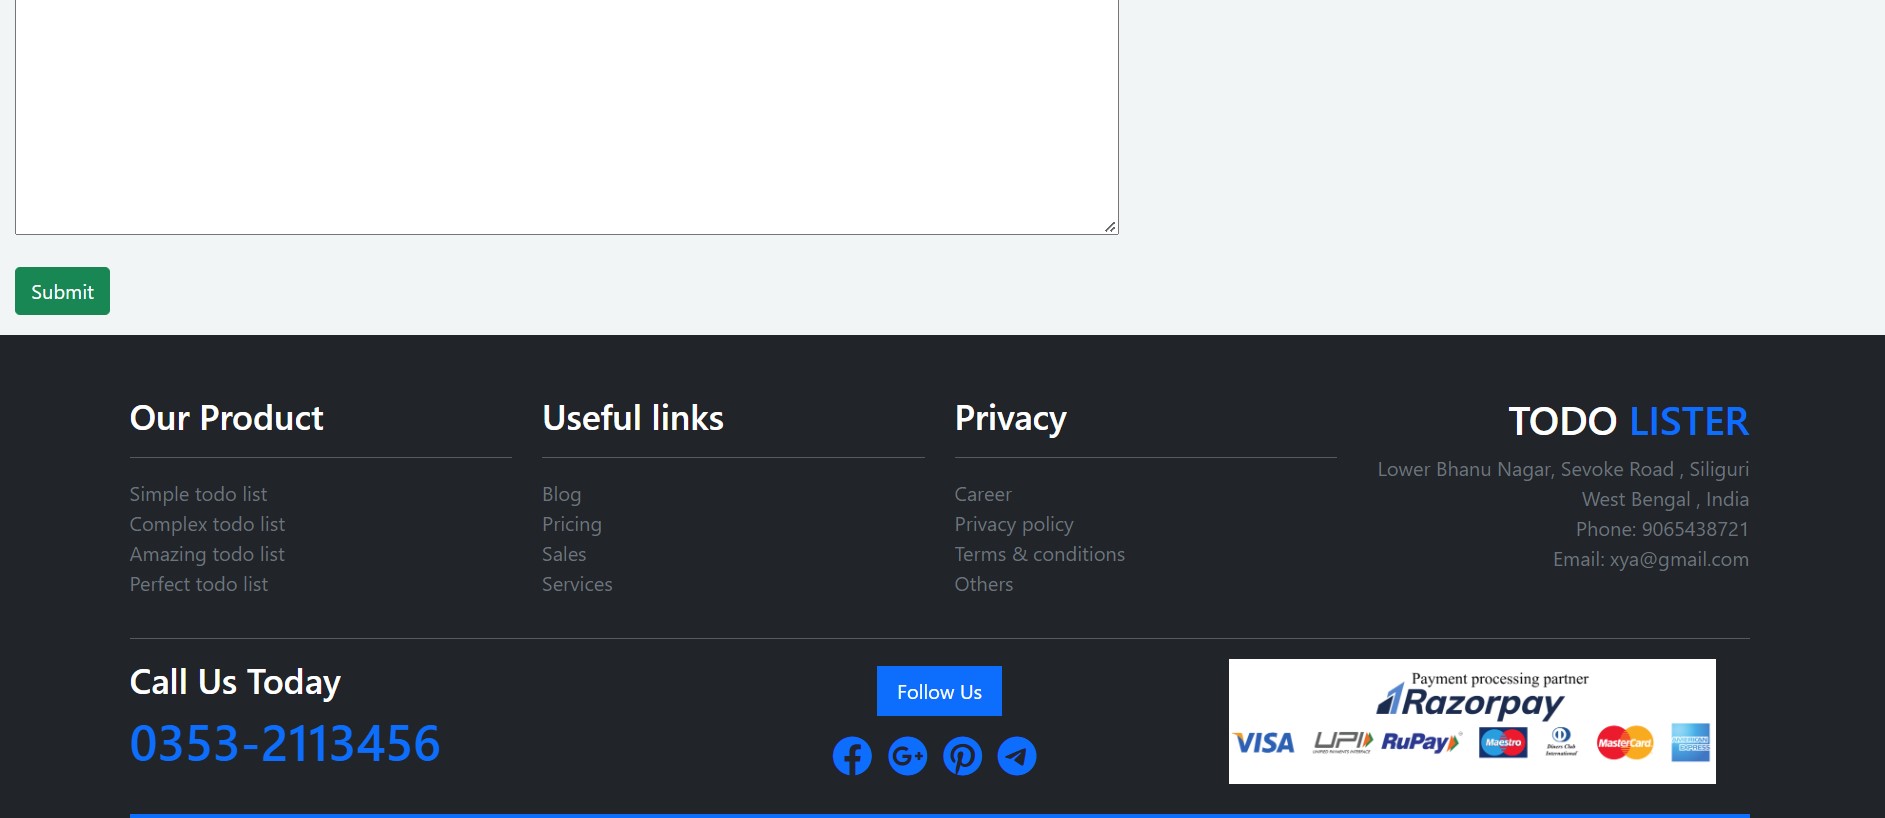 Submit
Our Product
Simple todo list
Complex todo list
Amazing todo list
Perfect todo list
Useful links
Blog
Pricing
Sales
Services
Privacy
Career
Privacy policy
Terms & conditions
Others
TODO LISTER
Lower Bhanu Nagar, Sevoke Road , Siliguri
West Bengal , India
Phone: 9065438721
Email: xya@gmail.com
Call Us Today
0353-2113456
Follow Us
G+
Payment processing partner
Razorpay
VISA UPI RuPay Maestro Diners Club MasterCard AMERICAN
UNIFIED PAYMENTS INTERFACE International EXPRESS